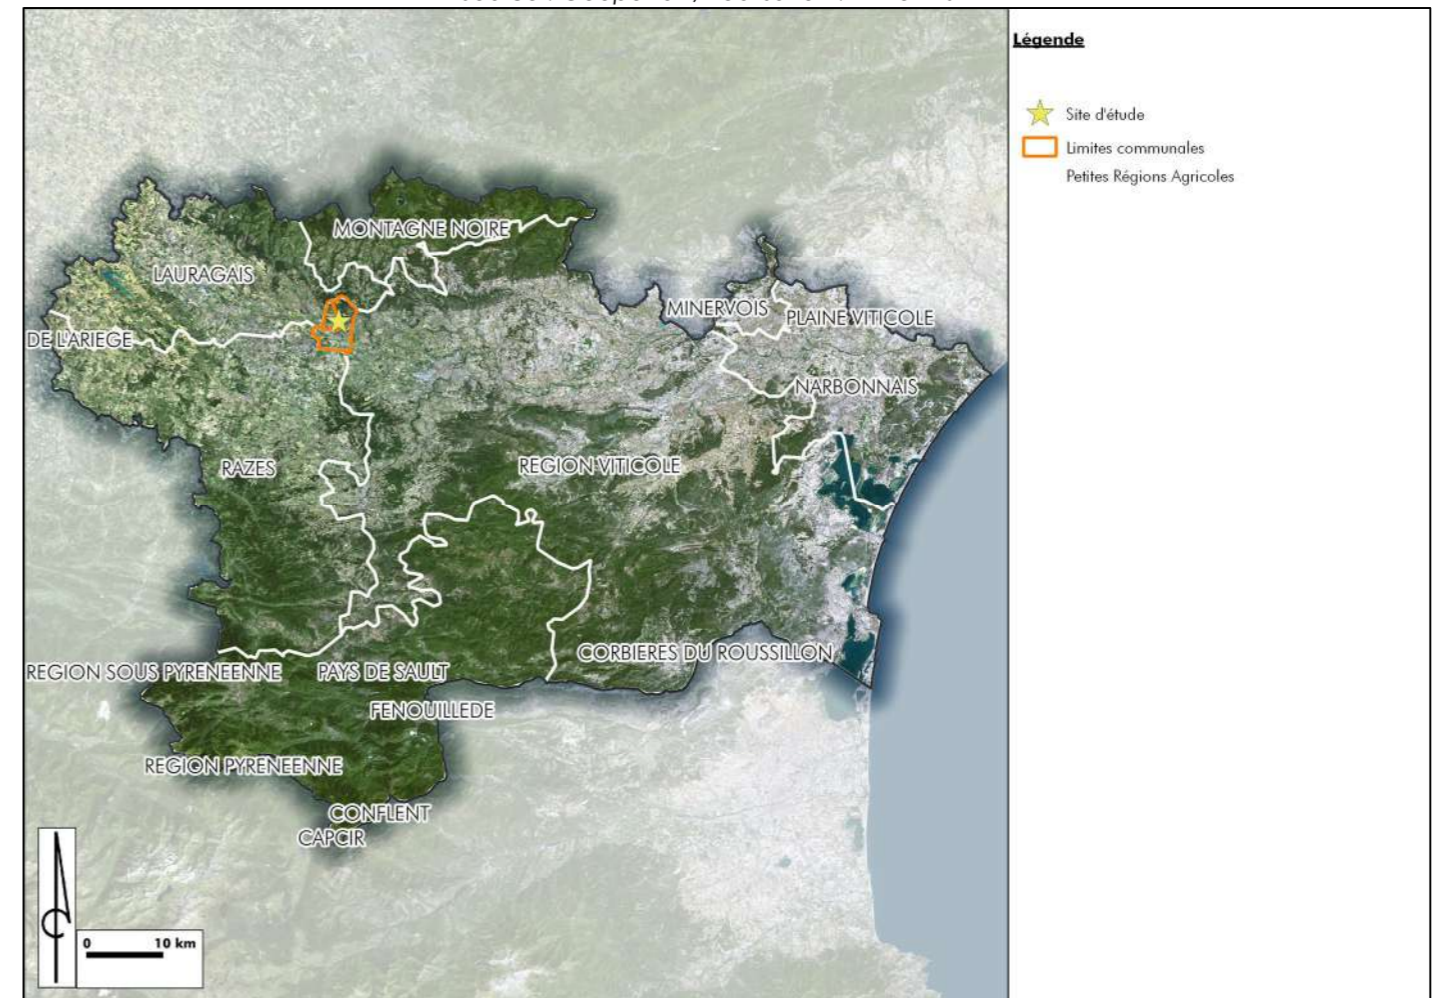 Légende
Site d'étude
Limites communales
Petites Régions Agricoles
MONTAGNE NOIRE
LAURAGAIS
MINERVOIS
PLAINE VITICOLE
DE L'ARIEGE
NARBONNAIS
RAZES
REGION VITICOLE
CORBIERES DU ROUSSILLON
REGION SOUS PYRENEENNE
PAYS DE SAULT
FENOUILLEDE
REGION PYRENEENNE
CONFLENT
CAPCIR
0 10 km